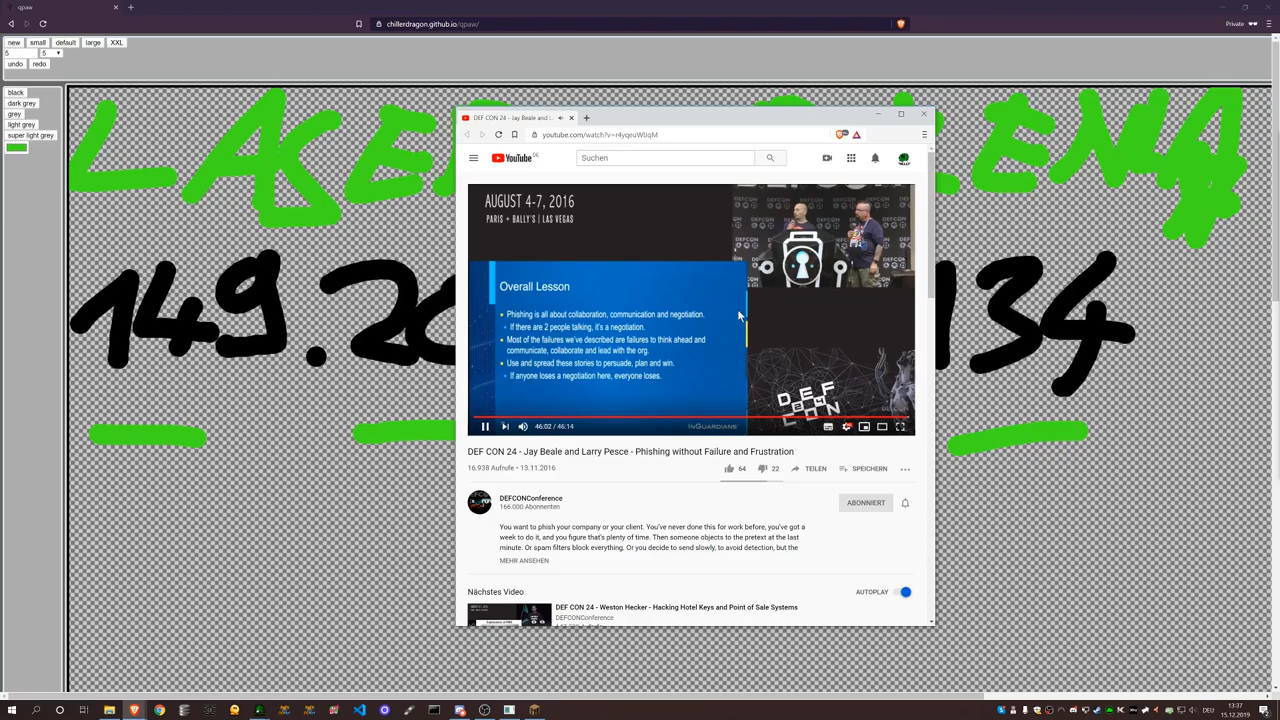 qpaw
chillerdragon.github.io/qpaw/
Private
new small default large XXL
5 5
undo redo
black
dark grey
grey
light grey
super light grey
149.20
134
DEF CON 24 - Jay Beale and L
youtube.com/watch?v=r4yqeuWlJqM
YouTube DE
Suchen
AUGUST 4-7, 2016
PARIS + BALLY'S | LAS VEGAS
Overall Lesson
Phishing is all about collaboration, communication and negotiation.
If there are 2 people talking, it's a negotiation.
Most of the failures we've described are failures to think ahead and
communicate, collaborate and lead with the org.
Use and spread these stories to persuade, plan and win.
If anyone loses a negotiation here, everyone loses.
DEF CON
INGUARDIANS
46:02 / 46:14
DEF CON 24 - Jay Beale and Larry Pesce - Phishing without Failure and Frustration
16.938 Aufrufe • 13.11.2016
64 22 TEILEN SPEICHERN
DEFCONConference
166.000 Abonnenten
ABONNIERT
You want to phish your company or your client. You've never done this for work before, you've got a
week to do it, and you figure that's plenty of time. Then someone objects to the pretext at the last
minute. Or spam filters block everything. Or you decide to send slowly, to avoid detection, but the
MEHR ANSEHEN
Nächstes Video
AUTOPLAY
DEF CON 24 - Weston Hecker - Hacking Hotel Keys and Point of Sale Systems
DEFCONConference
DEU
13:37
15.12.2019